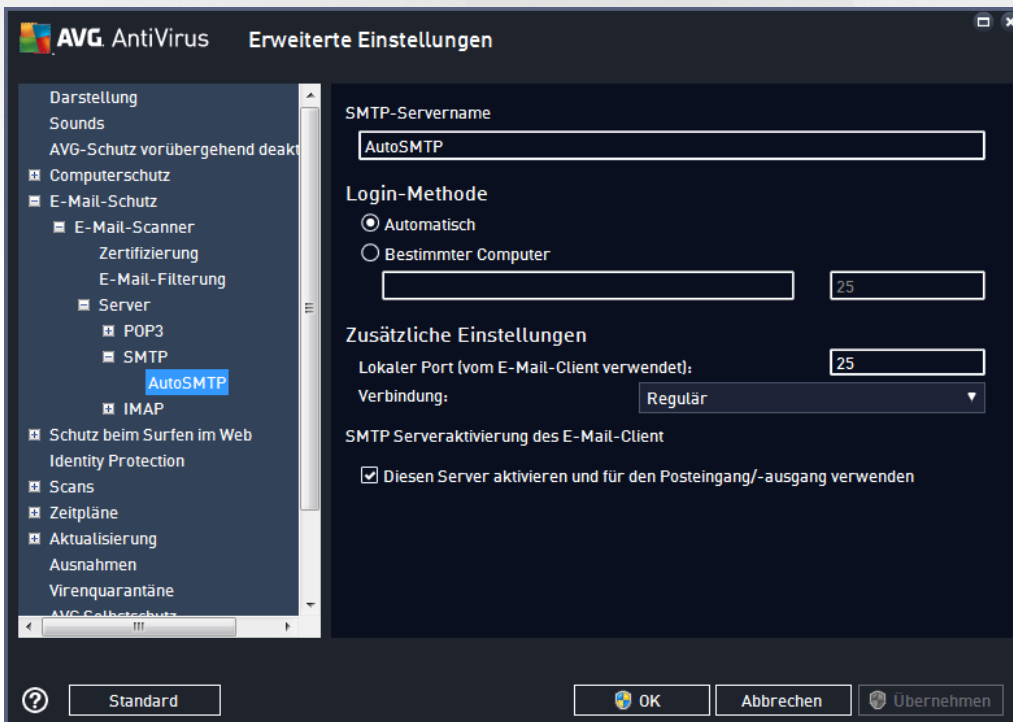 AVG. AntiVirus Erweiterte Einstellungen
Darstellung
Sounds
AVG-Schutz vorübergehend deakt
Computerschutz
E-Mail-Schutz
E-Mail-Scanner
Zertifizierung
E-Mail-Filterung
Server
POP3
SMTP
AutoSMTP
IMAP
Schutz beim Surfen im Web
Identity Protection
Scans
Zeitpläne
Aktualisierung
Ausnahmen
Virenquarantäne
AVG Selbstschutz
SMTP-Servername
AutoSMTP
Login-Methode
Automatisch
Bestimmter Computer
25
Zusätzliche Einstellungen
Lokaler Port (vom E-Mail-Client verwendet): 25
Verbindung: Regulär
SMTP Serveraktivierung des E-Mail-Client
Diesen Server aktivieren und für den Posteingang/-ausgang verwenden
? Standard OK Abbrechen Übernehmen